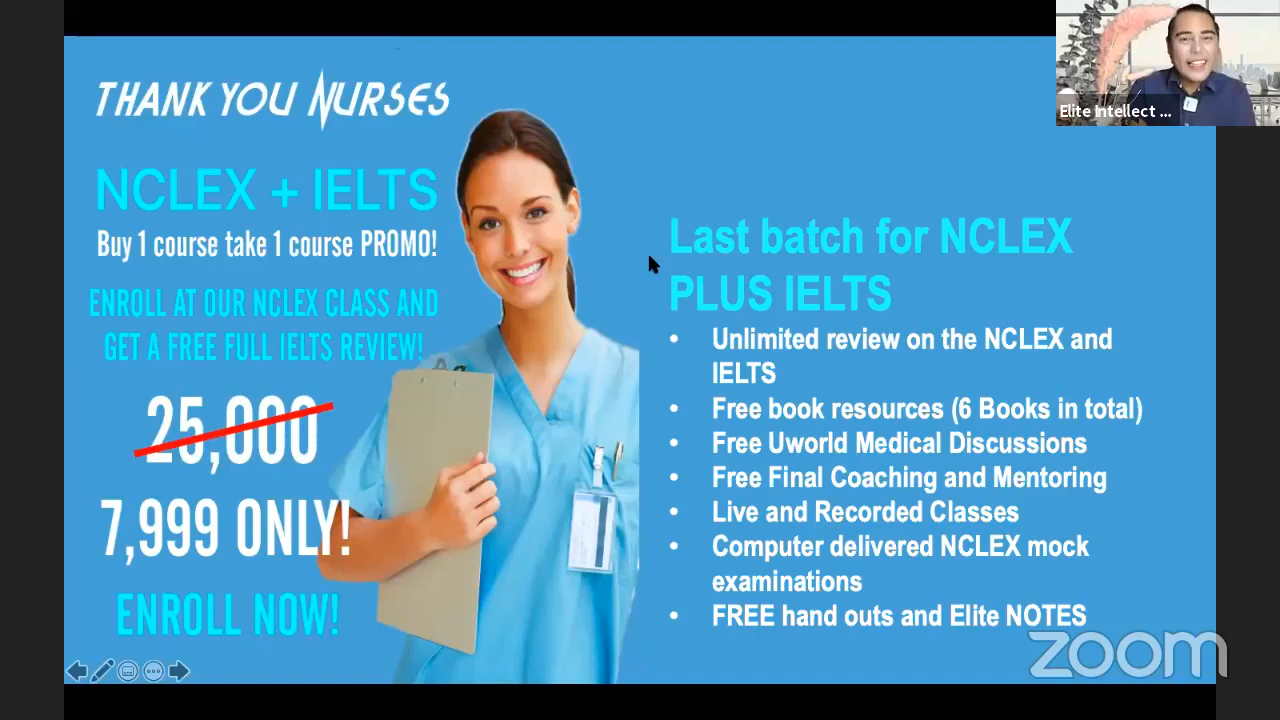 THANK YOU NURSES
NCLEX + IELTS
Buy 1 course take 1 course PROMO!
ENROLL AT OUR NCLEX CLASS AND
GET A FREE FULL IELTS REVIEW!
25,000
7,999 ONLY!
ENROLL NOW!
Last batch for NCLEX
PLUS IELTS
• Unlimited review on the NCLEX and
IELTS
• Free book resources (6 Books in total)
• Free Uworld Medical Discussions
• Free Final Coaching and Mentoring
• Live and Recorded Classes
• Computer delivered NCLEX mock
examinations
• FREE hand outs and Elite NOTES
Elite Intellect ...
zoom